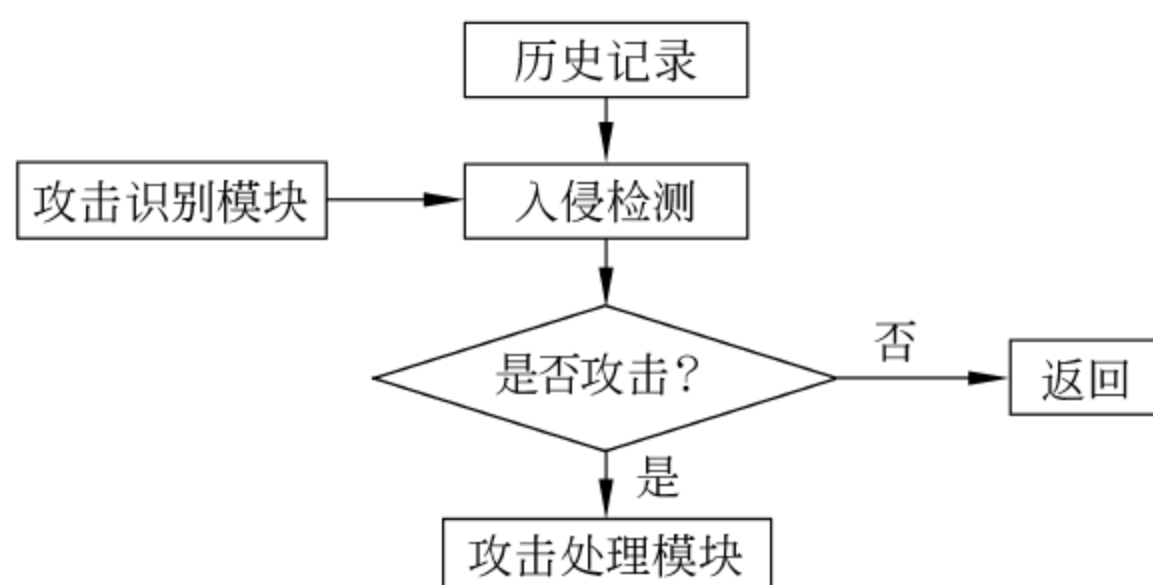 历史记录
攻击识别模块
入侵检测
是否攻击?
否
返回
是
攻击处理模块